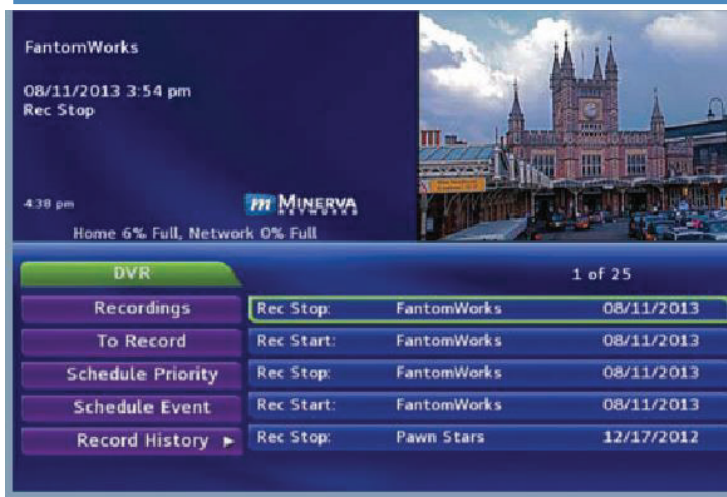 FantomWorks
08/11/2013 3:54 pm
Rec Stop
4:38 pm
m MINERVA
NETWORKS
Home 6% Full, Network 0% Full
DVR 1 of 25
Recordings Rec Stop: FantomWorks 08/11/2013
To Record Rec Start: FantomWorks 08/11/2013
Schedule Priority Rec Stop: FantomWorks 08/11/2013
Schedule Event Rec Start: FantomWorks 08/11/2013
Record History ▶ Rec Stop: Pawn Stars 12/17/2012